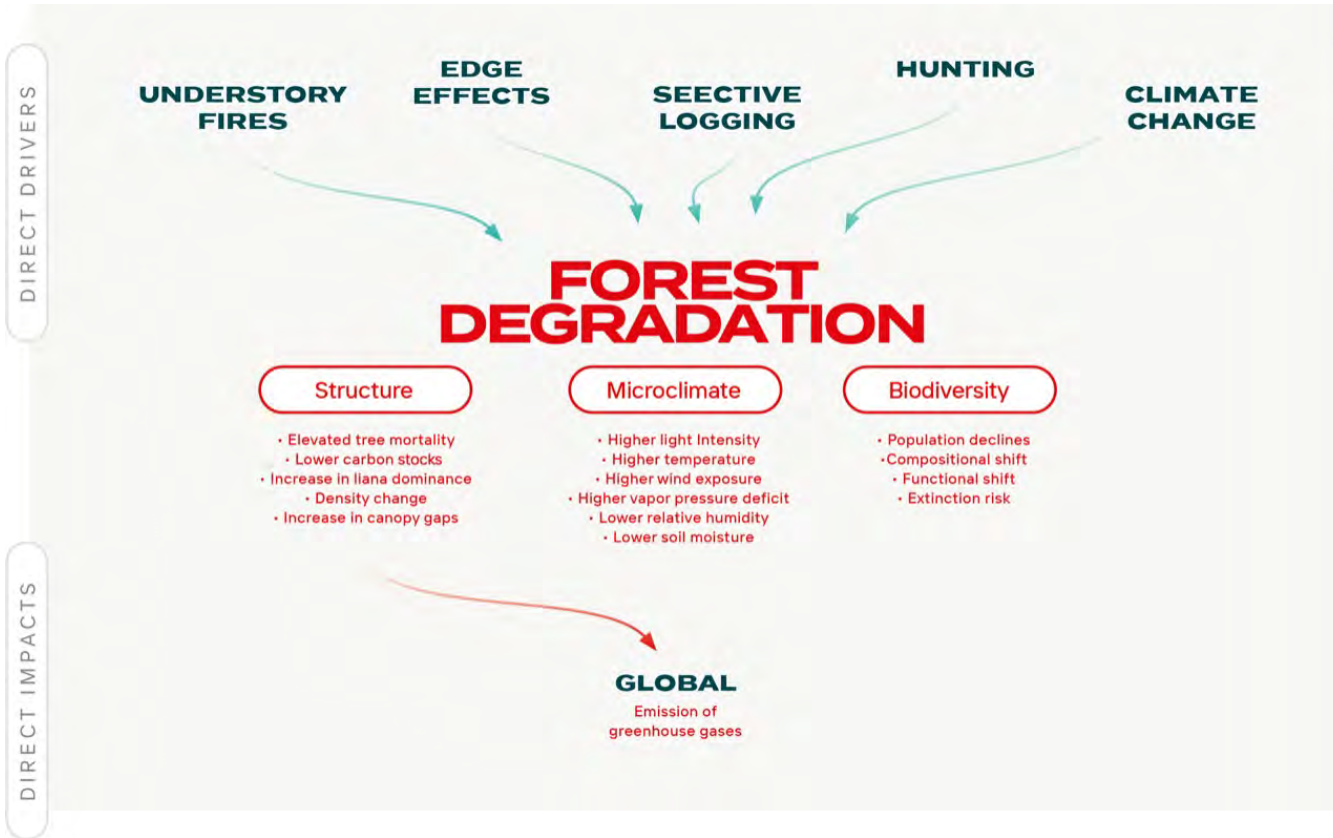 DIRECT DRIVERS
UNDERSTORY
FIRES
EDGE
EFFECTS
SEECTIVE
LOGGING
HUNTING
CLIMATE
CHANGE
FOREST
DEGRADATION
Structure
• Elevated tree mortality
• Lower carbon stocks
• Increase in liana dominance
• Density change
• Increase in canopy gaps
Microclimate
• Higher light Intensity
• Higher temperature
• Higher wind exposure
• Higher vapor pressure deficit
• Lower relative humidity
• Lower soil moisture
Biodiversity
• Population declines
•Compositional shift
• Functional shift
• Extinction risk
DIRECT IMPACTS
GLOBAL
Emission of
greenhouse gases